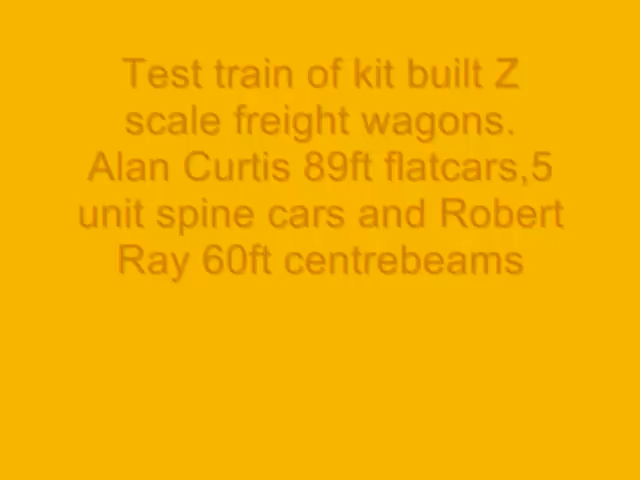 Test train of kit built Z
scale freight wagons.
Alan Curtis 89ft flatcars,5
unit spine cars and Robert
Ray 60ft centrebeams